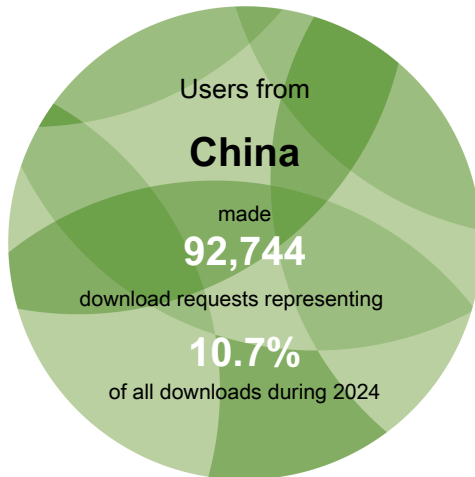 Users from
China
made
92,744
download requests representing
10.7%
of all downloads during 2024